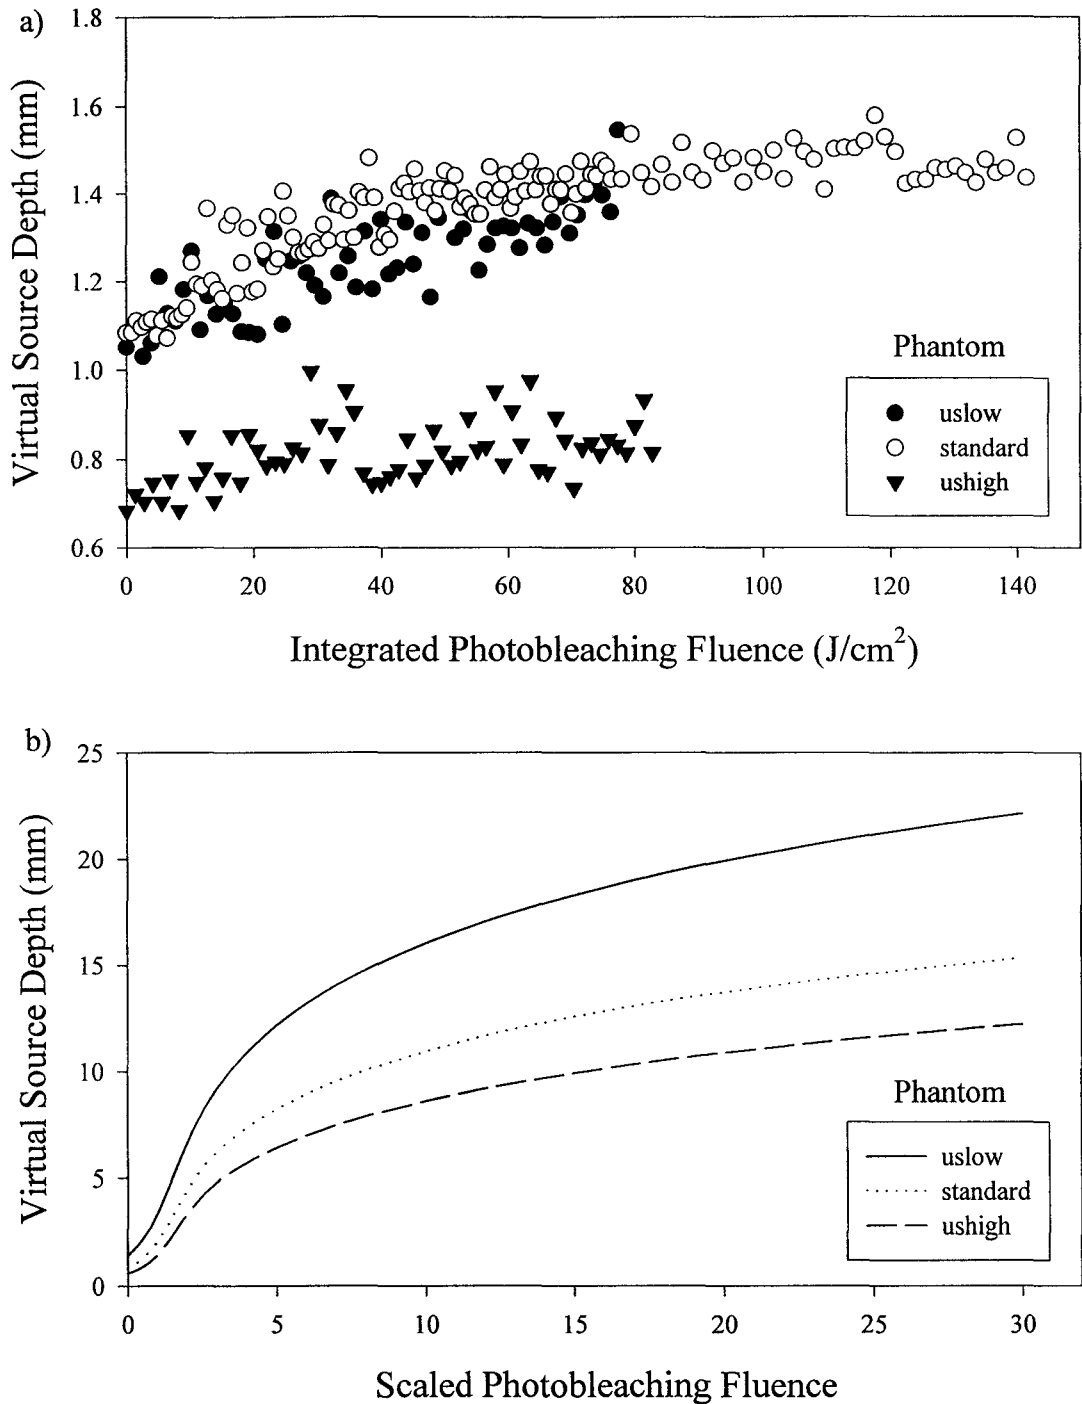 a)
1.8
1.6
1.4
1.2
1.0
0.8
0.6
Virtual Source Depth (mm)
Phantom
uslow
standard
ushigh
0 20 40 60 80 100 120 140
Integrated Photobleaching Fluence (J/cm²)
b)
25
20
15
10
5
0
Virtual Source Depth (mm)
Phantom
uslow
standard
ushigh
0 5 10 15 20 25 30
Scaled Photobleaching Fluence